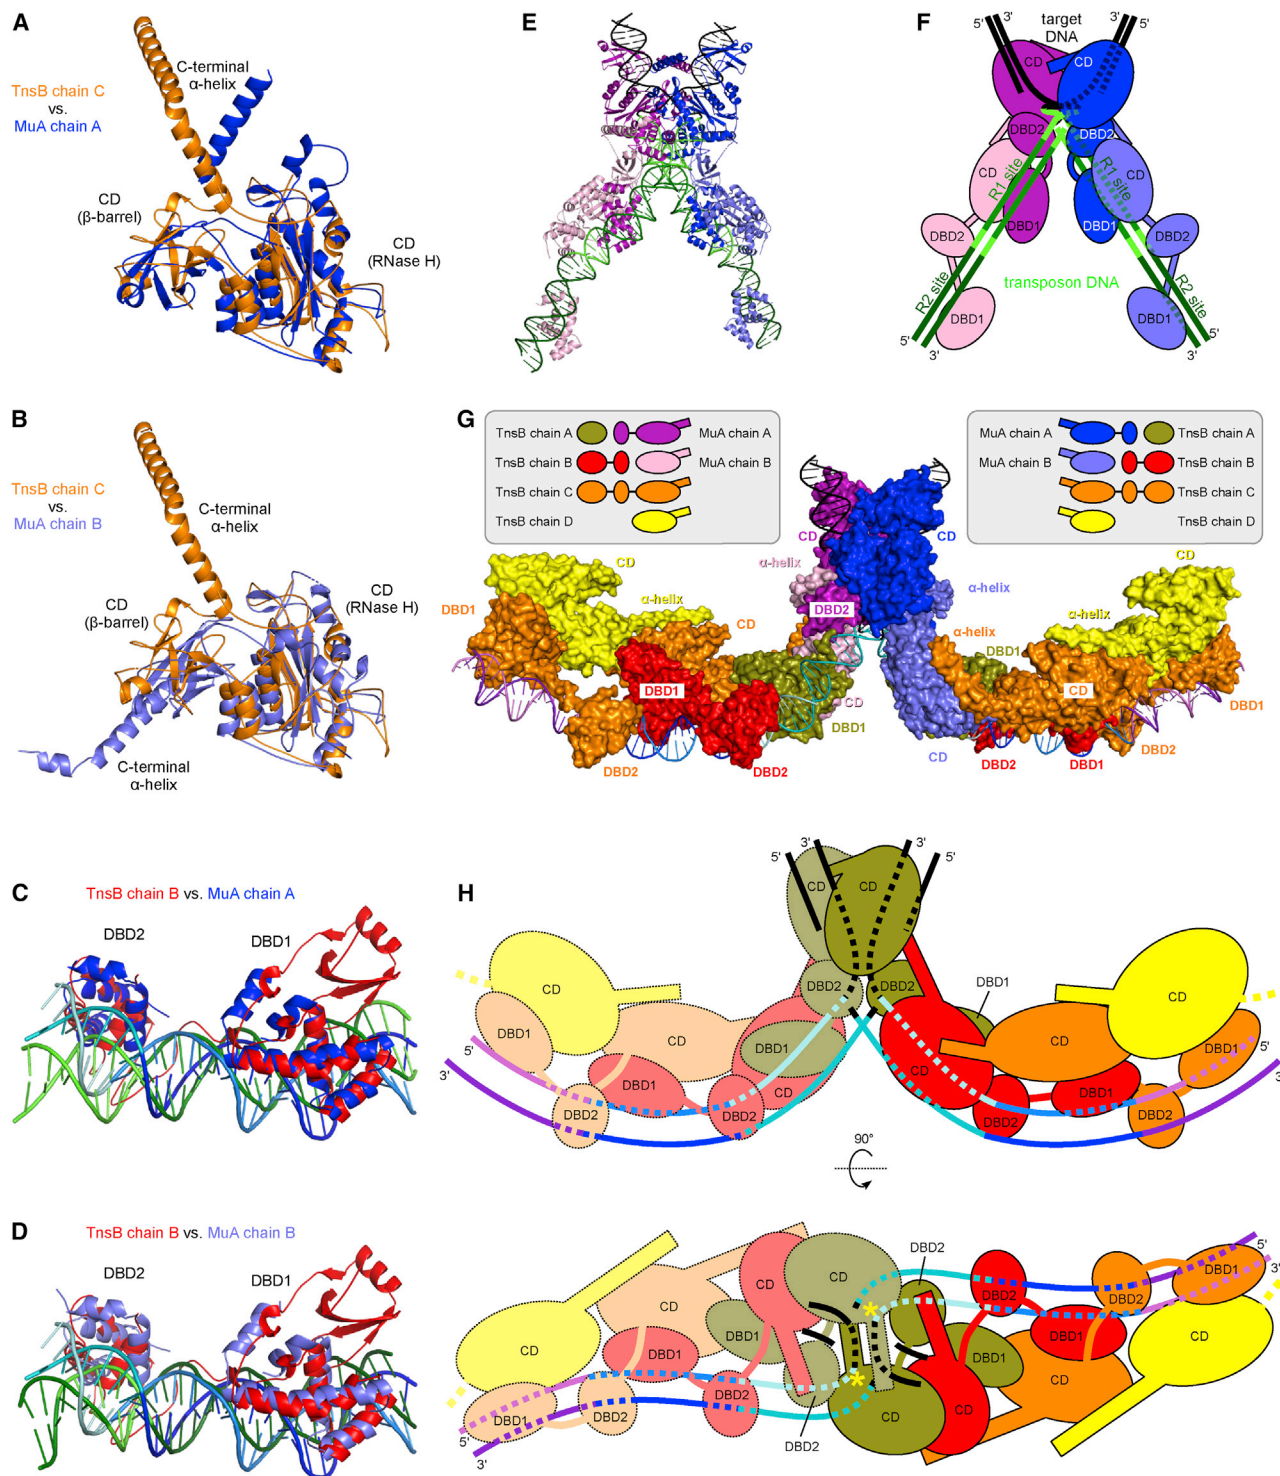 A
TnsB chain C
vs.
MuA chain A
C-terminal
α-helix
CD
(β-barrel)
CD
(RNase H)
B
TnsB chain C
vs.
MuA chain B
C-terminal
α-helix
CD
(β-barrel)
CD
(RNase H)
C-terminal
α-helix
C
TnsB chain B vs. MuA chain A
DBD2
DBD1
D
TnsB chain B vs. MuA chain B
DBD2
DBD1
E
F
5'
3'
target
DNA
3'
5'
CD
CD
DBD2
DBD2
CD
CD
R1 site
R1 site
DBD1
DBD1
DBD2
DBD2
transposon DNA
R2 site
R2 site
DBD1
DBD1
5'
3'
5'
3'
G
TnsB chain A
MuA chain A
TnsB chain B
MuA chain B
TnsB chain C
TnsB chain D
MuA chain A
TnsB chain A
MuA chain B
TnsB chain B
TnsB chain C
TnsB chain D
CD
CD
CD
α-helix
CD
α-helix
DBD1
α-helix
DBD2
α-helix
α-helix
CD
DBD1
DBD1
CD
CD
DBD1
DBD1
DBD2
DBD2
CD
DBD2
DBD1
DBD2
H
5'
3'
3'
5'
CD
CD
CD
DBD2
DBD2
DBD1
CD
DBD1
CD
DBD1
CD
CD
DBD1
5'
3'
DBD1
CD
DBD1
5'
3'
DBD2
DBD2
DBD2
DBD2
90°
DBD2
CD
CD
DBD2
DBD2
DBD1
5'
3'
CD
DBD1
DBD1
DBD1
DBD1
CD
CD
CD
DBD1
DBD2
DBD2
CD
CD
5'
3'
DBD2